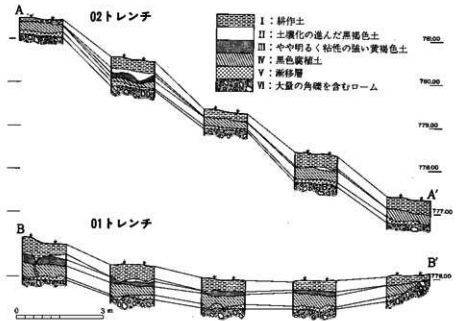 A
02トレンチ
I：耕作土
II：土壌化の進んだ黒褐色土
III：やや明るく粘性の強い黄褐色土
IV：黒色腐植土
V：漸移層
VI：大量の角礫を含むローム
780.00
779.00
778.00
A′
777.00
01トレンチ
B
B′
778.00
0 3m